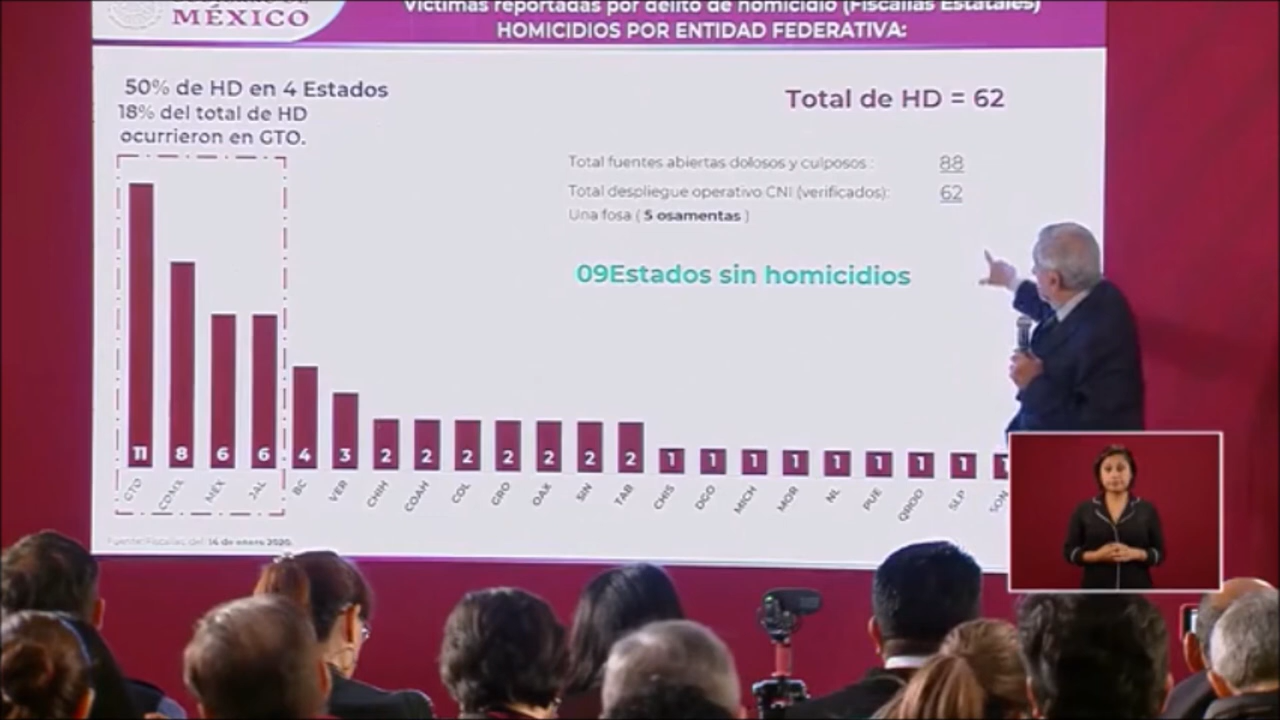 MÉXICO
Víctimas reportadas por delito de homicidio (Fiscalías Estatales)
HOMICIDIOS POR ENTIDAD FEDERATIVA:
50% de HD en 4 Estados
18% del total de HD
ocurrieron en GTO.
Total de HD = 62
Total fuentes abiertas dolosos y culposos : 88
Total despliegue operativo CNI (verificados): 62
Una fosa ( 5 osamentas )
09Estados sin homicidios
11 8 6 6 4 3 2 2 2 2 2 2 2 1 1 1 1 1 1 1 1 1
GTO CDMX MÉX JAL BC VER CHIH COAH COL GRO OAX SIN TAB CHIS DGO MICH MOR NL PUE QROO SLP SON
Fuente: Fiscalías del 14 de enero 2020.